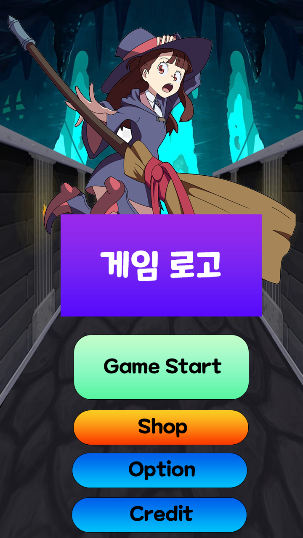 게임 로고
Game Start
Shop
Option
Credit